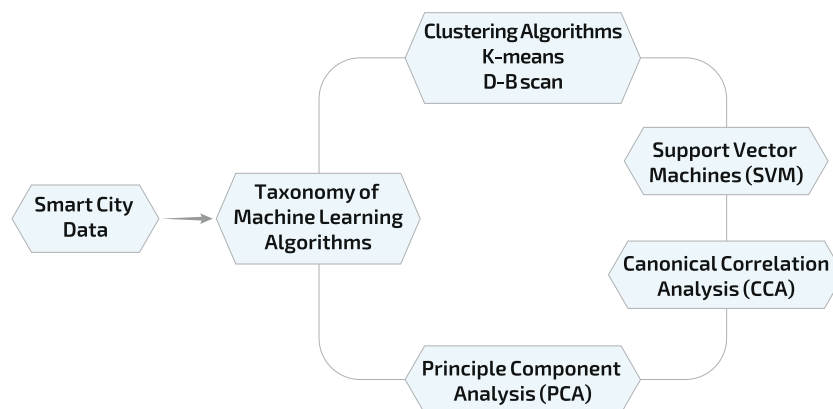 Clustering Algorithms
K-means
D-B scan
Support Vector
Machines (SVM)
Taxonomy of
Machine Learning
Algorithms
Smart City
Data
Canonical Correlation
Analysis (CCA)
Principle Component
Analysis (PCA)